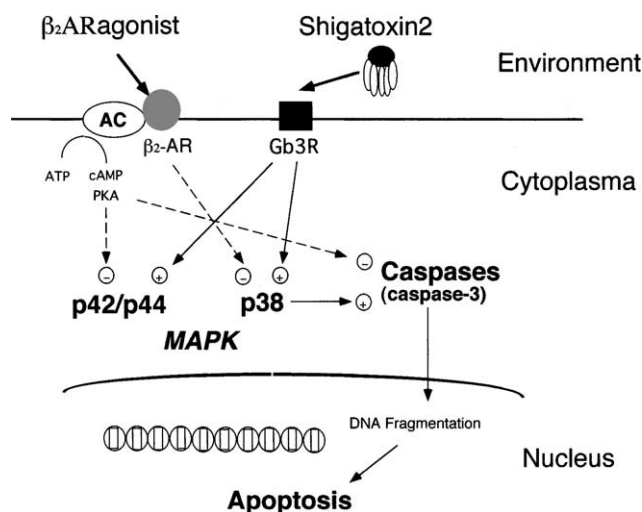 β₂ARagonist
Shigatoxin2
Environment
AC
β₂-AR
Gb3R
ATP
cAMP
PKA
Cytoplasma
- + - + -
Caspases
p42/p44
p38
+
(caspase-3)
MAPK
DNA Fragmentation
Nucleus
Apoptosis